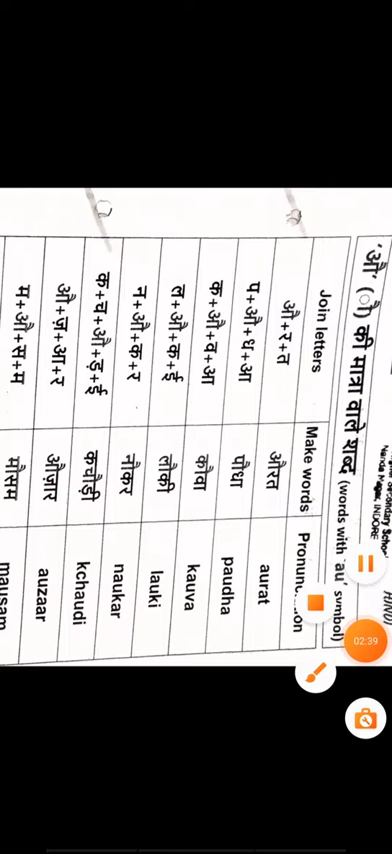 Nanda Nagar, INDORE
HINDI
'औ' (ौ) की मात्रा वाले शब्द (words with 'au' symbol)
Join letters Make words
औ+र+त औरत aurat
प+औ+ध+आ पौधा paudha
क+औ+व+आ कौवा kauva
ल+औ+क+ई लौकी lauki
न+औ+क+र नौकर naukar
क+च+औ+ड़+ई कचौड़ी kchaudi
औ+ज़+आ+र औज़ार auzaar
म+औ+स+म मौसम mausam
02:39